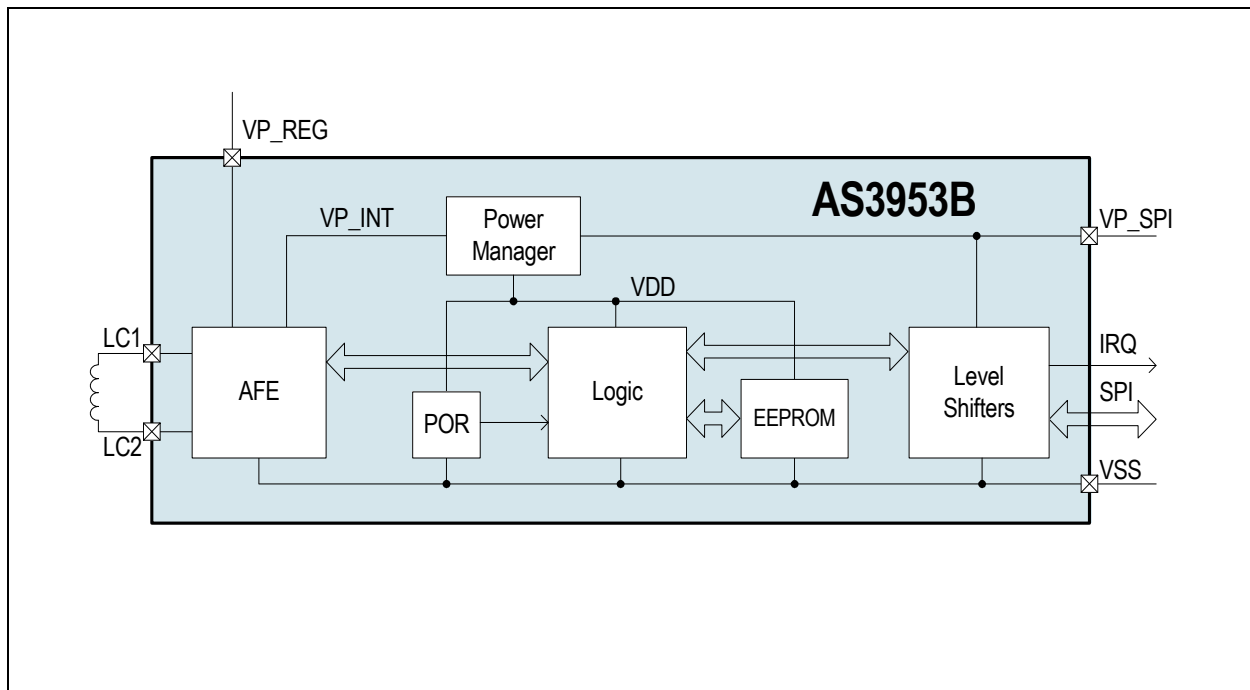 VP_REG
AS3953B
VP_INT
Power
Manager
VP_SPI
VDD
LC1
IRQ
AFE
Logic
Level
Shifters
SPI
POR
EEPROM
LC2
VSS